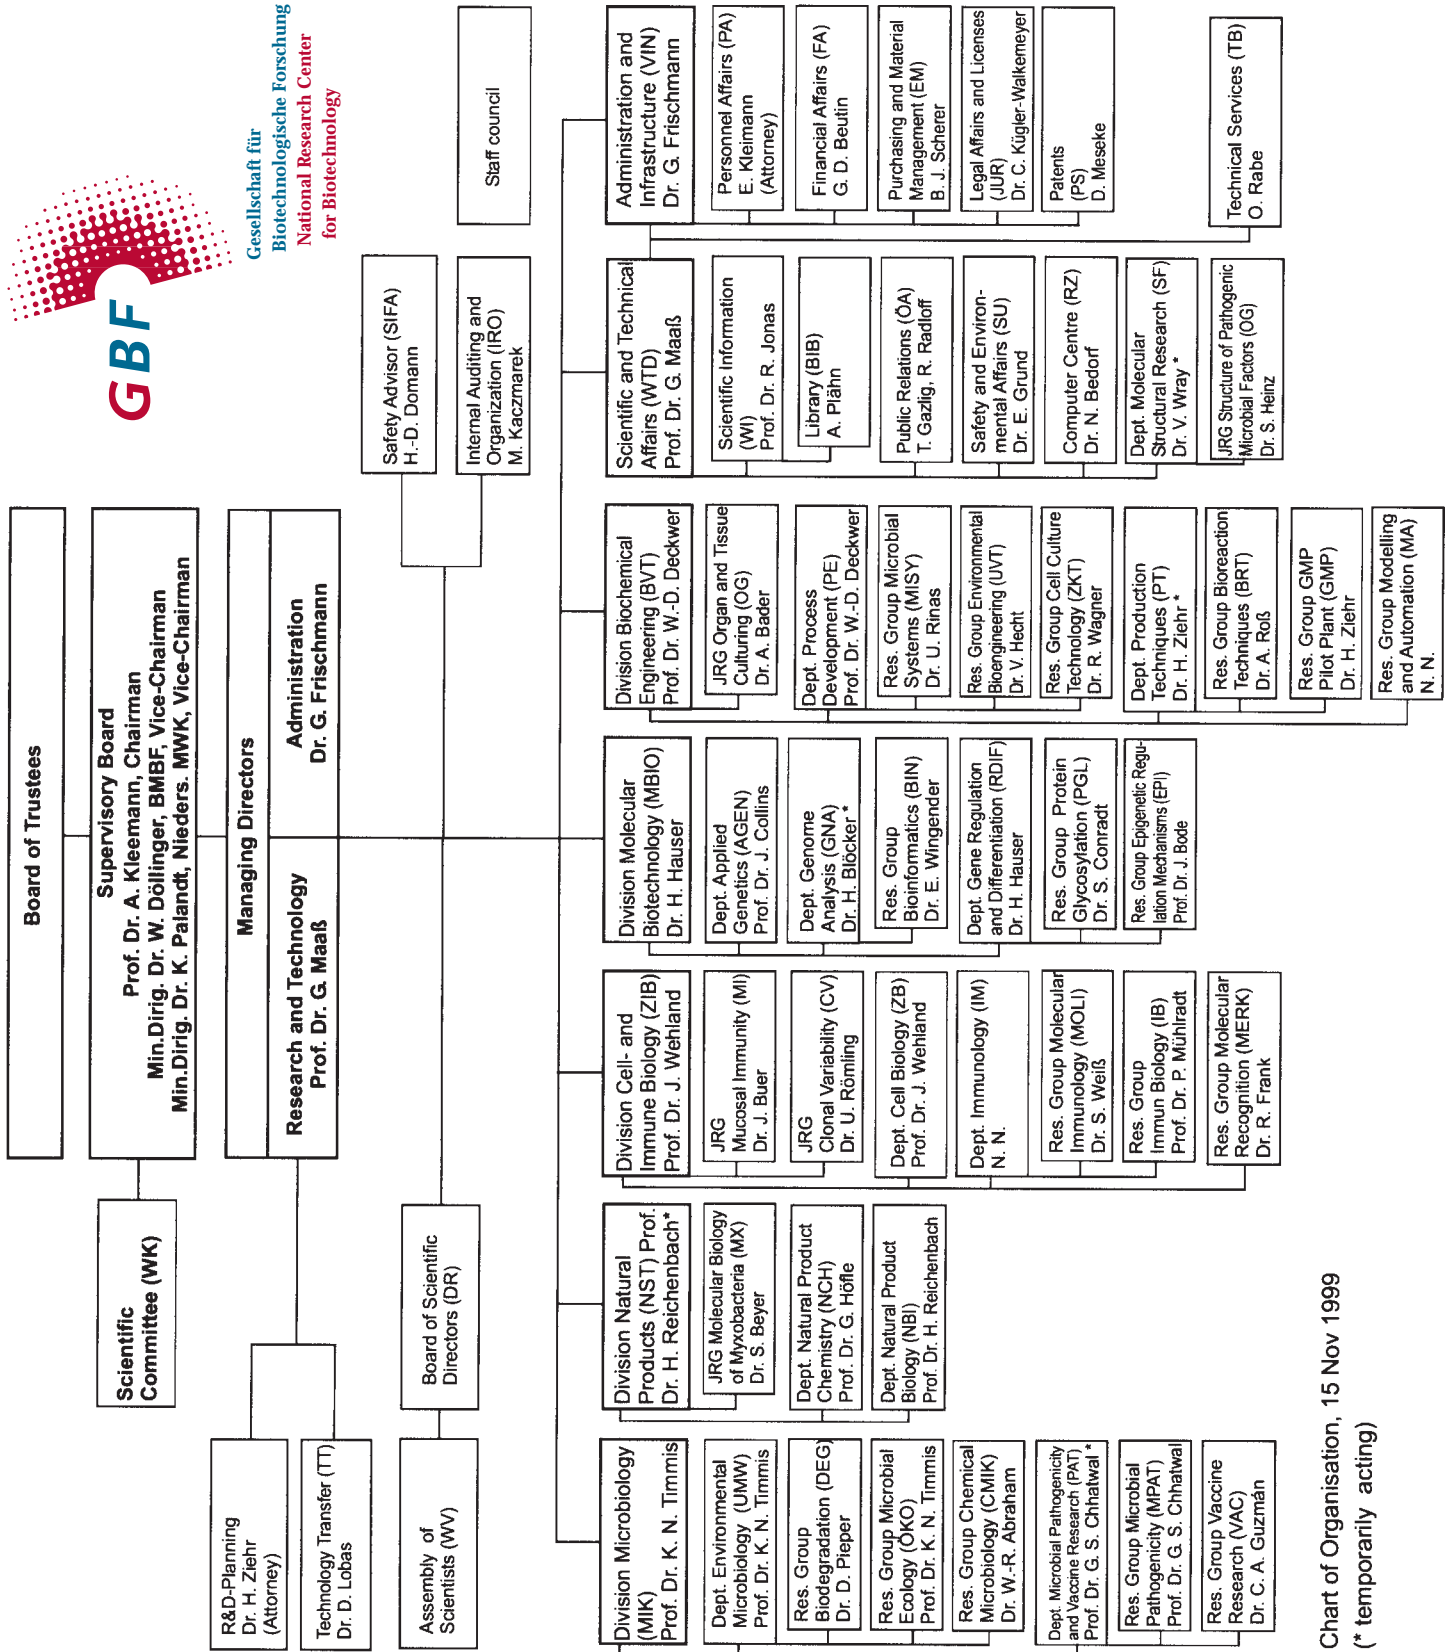 GBF
Gesellschaft für
Biotechnologische Forschung
National Research Center
for Biotechnology
Board of Trustees
Supervisory Board
Prof. Dr. A. Kleemann, Chairman
Min.Dirig. Dr. W. Döllinger, BMBF, Vice-Chairman
Min.Dirig. Dr. K. Palandt, Nieders. MWK, Vice-Chairman
Scientific
Committee (WK)
Managing Directors
Research and Technology
Prof. Dr. G. Maaß
Administration
Dr. G. Frischmann
R&D-Planning
Dr. H. Ziehr
(Attorney)
Technology Transfer (TT)
Dr. D. Lobas
Safety Advisor (SIFA)
H.-D. Domann
Assembly of
Scientists (WV)
Board of Scientific
Directors (DR)
Internal Auditing and
Organization (IRO)
M. Kaczmarek
Staff council
Division Microbiology
(MIK)
Prof. Dr. K. N. Timmis
Dept. Environmental
Microbiology (UMW)
Prof. Dr. K. N. Timmis
Res. Group
Biodegradation (DEG)
Dr. D. Pieper
Res. Group Microbial
Ecology (ÖKO)
Prof. Dr. K. N. Timmis
Res. Group Chemical
Microbiology (CMIK)
Dr. W.-R. Abraham
Dept. Microbial Pathogenicity
and Vaccine Research (PAT)
Prof. Dr. G. S. Chhatwal *
Res. Group Microbial
Pathogenicity (MPAT)
Prof. Dr. G. S. Chhatwal
Res. Group Vaccine
Research (VAC)
Dr. C. A. Guzmán
Division Natural
Products (NST) Prof.
Dr. H. Reichenbach*
JRG Molecular Biology
of Myxobacteria (MX)
Dr. S. Beyer
Dept. Natural Product
Chemistry (NCH)
Prof. Dr. G. Höfle
Dept. Natural Product
Biology (NBI)
Prof. Dr. H. Reichenbach
Division Cell- and
Immune Biology (ZIB)
Prof. Dr. J. Wehland
JRG
Mucosal Immunity (MI)
Dr. J. Buer
JRG
Clonal Variability (CV)
Dr. U. Römling
Dept. Cell Biology (ZB)
Prof. Dr. J. Wehland
Dept. Immunology (IM)
N. N.
Res. Group Molecular
Immunology (MOLI)
Dr. S. Weiß
Res. Group
Immun Biology (IB)
Prof. Dr. P. Mühlradt
Res. Group Molecular
Recognition (MERK)
Dr. R. Frank
Division Molecular
Biotechnology (MBIO)
Dr. H. Hauser
Dept. Applied
Genetics (AGEN)
Prof. Dr. J. Collins
Dept. Genome
Analysis (GNA)
Dr. H. Blöcker *
Res. Group
Bioinformatics (BIN)
Dr. E. Wingender
Dept. Gene Regulation
and Differentiation (RDIF)
Dr. H. Hauser
Res. Group Protein
Glycosylation (PGL)
Dr. S. Conradt
Res. Group Epigenetic Regu-
lation Mechanisms (EPI)
Prof. Dr. J. Bode
Division Biochemical
Engineering (BVT)
Prof. Dr. W.-D. Deckwer
JRG Organ and Tissue
Culturing (OG)
Dr. A. Bader
Dept. Process
Development (PE)
Prof. Dr. W.-D. Deckwer
Res. Group Microbial
Systems (MISY)
Dr. U. Rinas
Res. Group Environmental
Bioengineering (UVT)
Dr. V. Hecht
Res. Group Cell Culture
Technology (ZKT)
Dr. R. Wagner
Dept. Production
Techniques (PT)
Dr. H. Ziehr *
Res. Group Bioreaction
Techniques (BRT)
Dr. A. Roß
Res. Group GMP
Pilot Plant (GMP)
Dr. H. Zlehr
Res. Group Modelling
and Automation (MA)
N. N.
Scientific and Technical
Affairs (WTD)
Prof. Dr. G. Maaß
Scientific Information
(WI)
Prof. Dr. R. Jonas
Library (BIB)
A. Plähn
Public Relations (ÖA)
T. Gazlig, R. Radloff
Safety and Environ-
mental Affairs (SU)
Dr. E. Grund
Computer Centre (RZ)
Dr. N. Bedorf
Dept. Molecular
Structural Research (SF)
Dr. V. Wray *
JRG Structure of Pathogenic
Microbial Factors (OG)
Dr. S. Heinz
Administration and
Infrastructure (VIN)
Dr. G. Frischmann
Personnel Affairs (PA)
E. Kleimann
(Attorney)
Financial Affairs (FA)
G. D. Beutin
Purchasing and Material
Management (EM)
B. J. Scherer
Legal Affairs and Licenses
(JUR)
Dr. C. Kügler-Walkemeyer
Patents
(PS)
D. Meseke
Technical Services (TB)
O. Rabe
Chart of Organisation, 15 Nov 1999
(* temporarily acting)